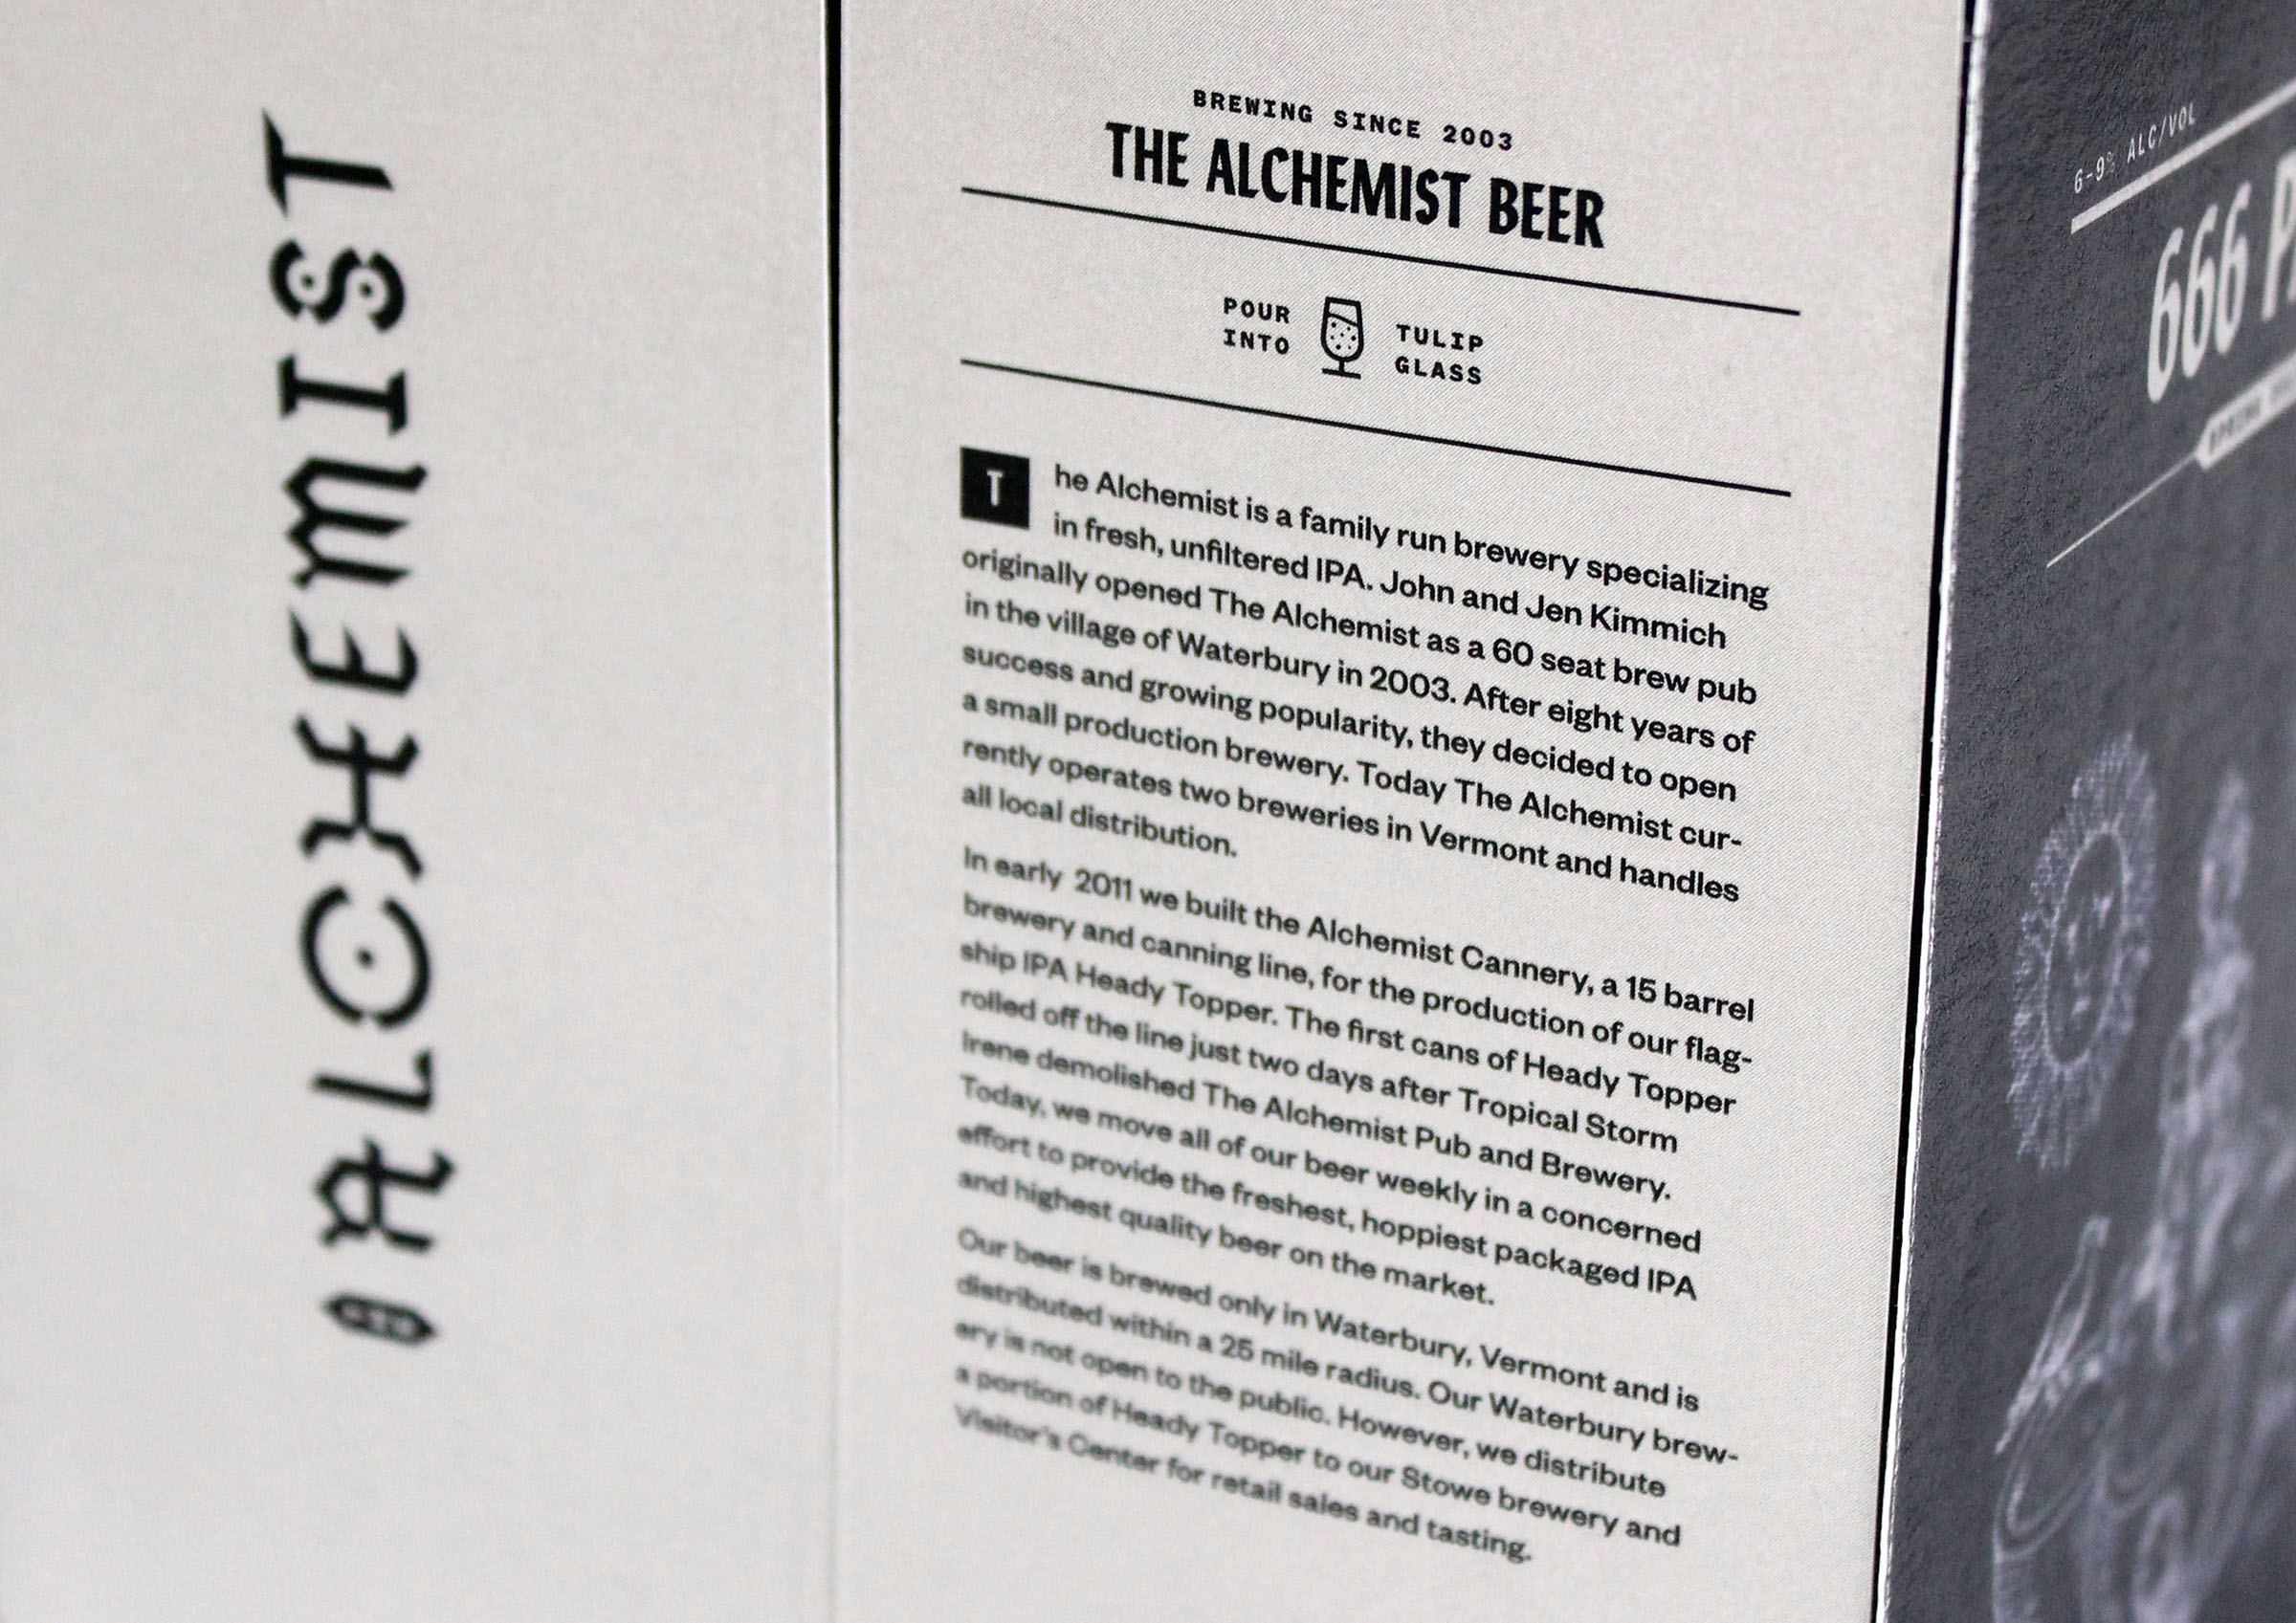 ALCHEMIST
BREWING SINCE 2003
THE ALCHEMIST BEER
POUR INTO
TULIP GLASS
The Alchemist is a family run brewery specializing
in fresh, unfiltered IPA. John and Jen Kimmich
originally opened The Alchemist as a 60 seat brew pub
in the village of Waterbury in 2003. After eight years of
success and growing popularity, they decided to open
a small production brewery. Today The Alchemist cur-
rently operates two breweries in Vermont and handles
all local distribution.
In early 2011 we built the Alchemist Cannery, a 15 barrel
brewery and canning line, for the production of our flag-
ship IPA Heady Topper. The first cans of Heady Topper
rolled off the line just two days after Tropical Storm
Irene demolished The Alchemist Pub and Brewery.
Today, we move all of our beer weekly in a concerned
effort to provide the freshest, hoppiest packaged IPA
and highest quality beer on the market.
Our beer is brewed only in Waterbury, Vermont and is
distributed within a 25 mile radius. Our Waterbury brew-
ery is not open to the public. However, we distribute
a portion of Heady Topper to our Stowe brewery and
Visitor's Center for retail sales and tasting.
6-9% ALC/VOL
666